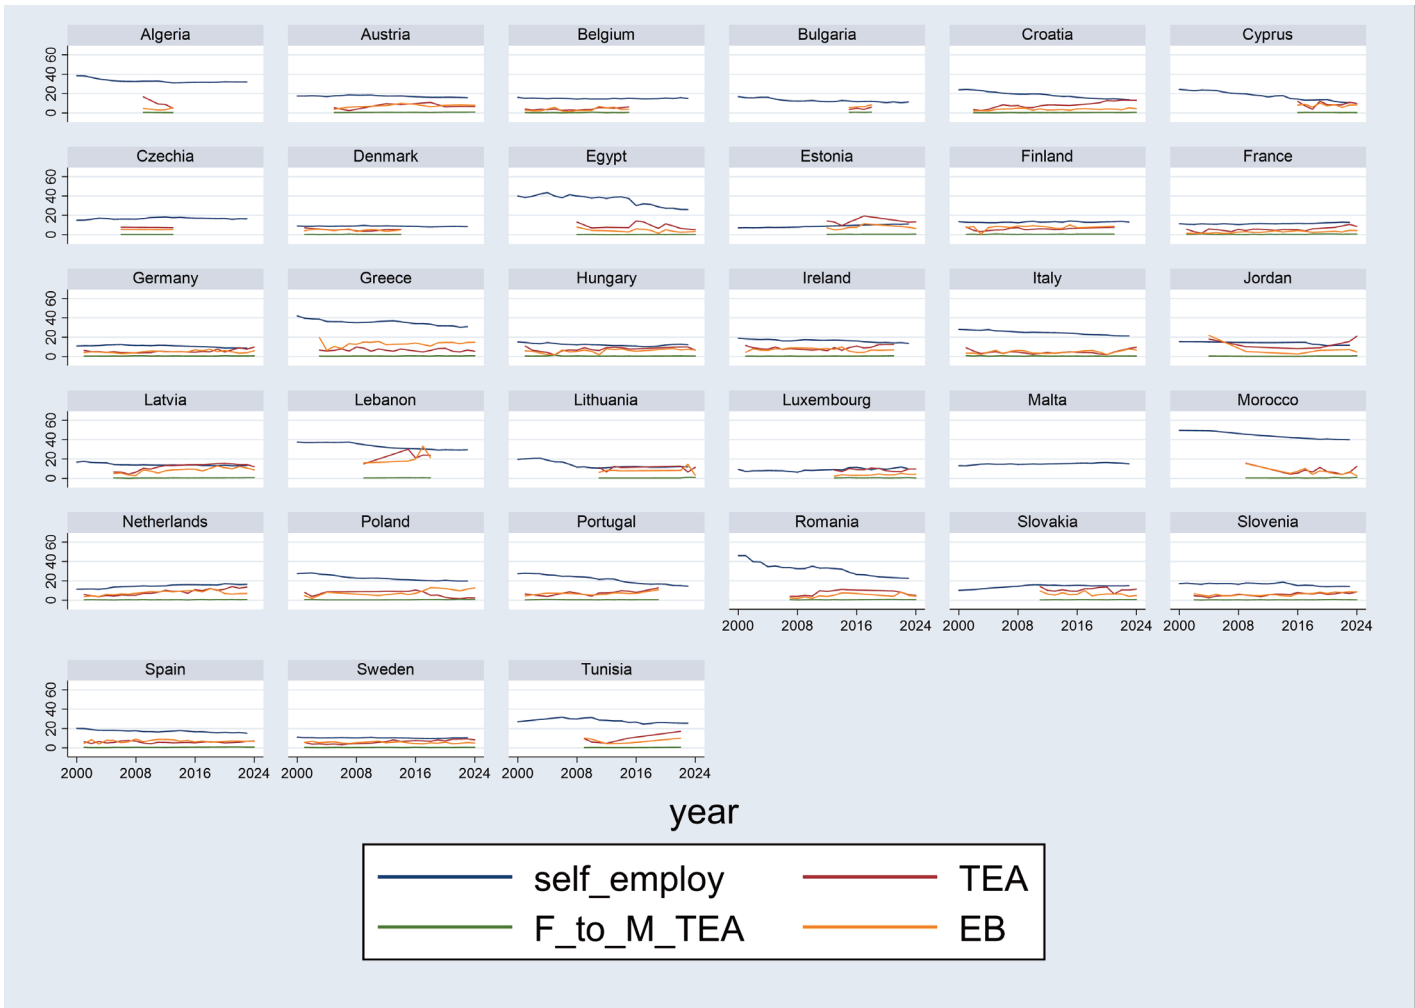 Algeria Austria Belgium Bulgaria Croatia Cyprus
0 20 40 60
Czechia Denmark Egypt Estonia Finland France
0 20 40 60
Germany Greece Hungary Ireland Italy Jordan
0 20 40 60
Latvia Lebanon Lithuania Luxembourg Malta Morocco
0 20 40 60
Netherlands Poland Portugal Romania Slovakia Slovenia
0 20 40 60
2000 2008 2016 2024 2000 2008 2016 2024 2000 2008 2016 2024
Spain Sweden Tunisia
0 20 40 60
2000 2008 2016 2024 2000 2008 2016 2024 2000 2008 2016 2024
year
self_employ TEA
F_to_M_TEA EB